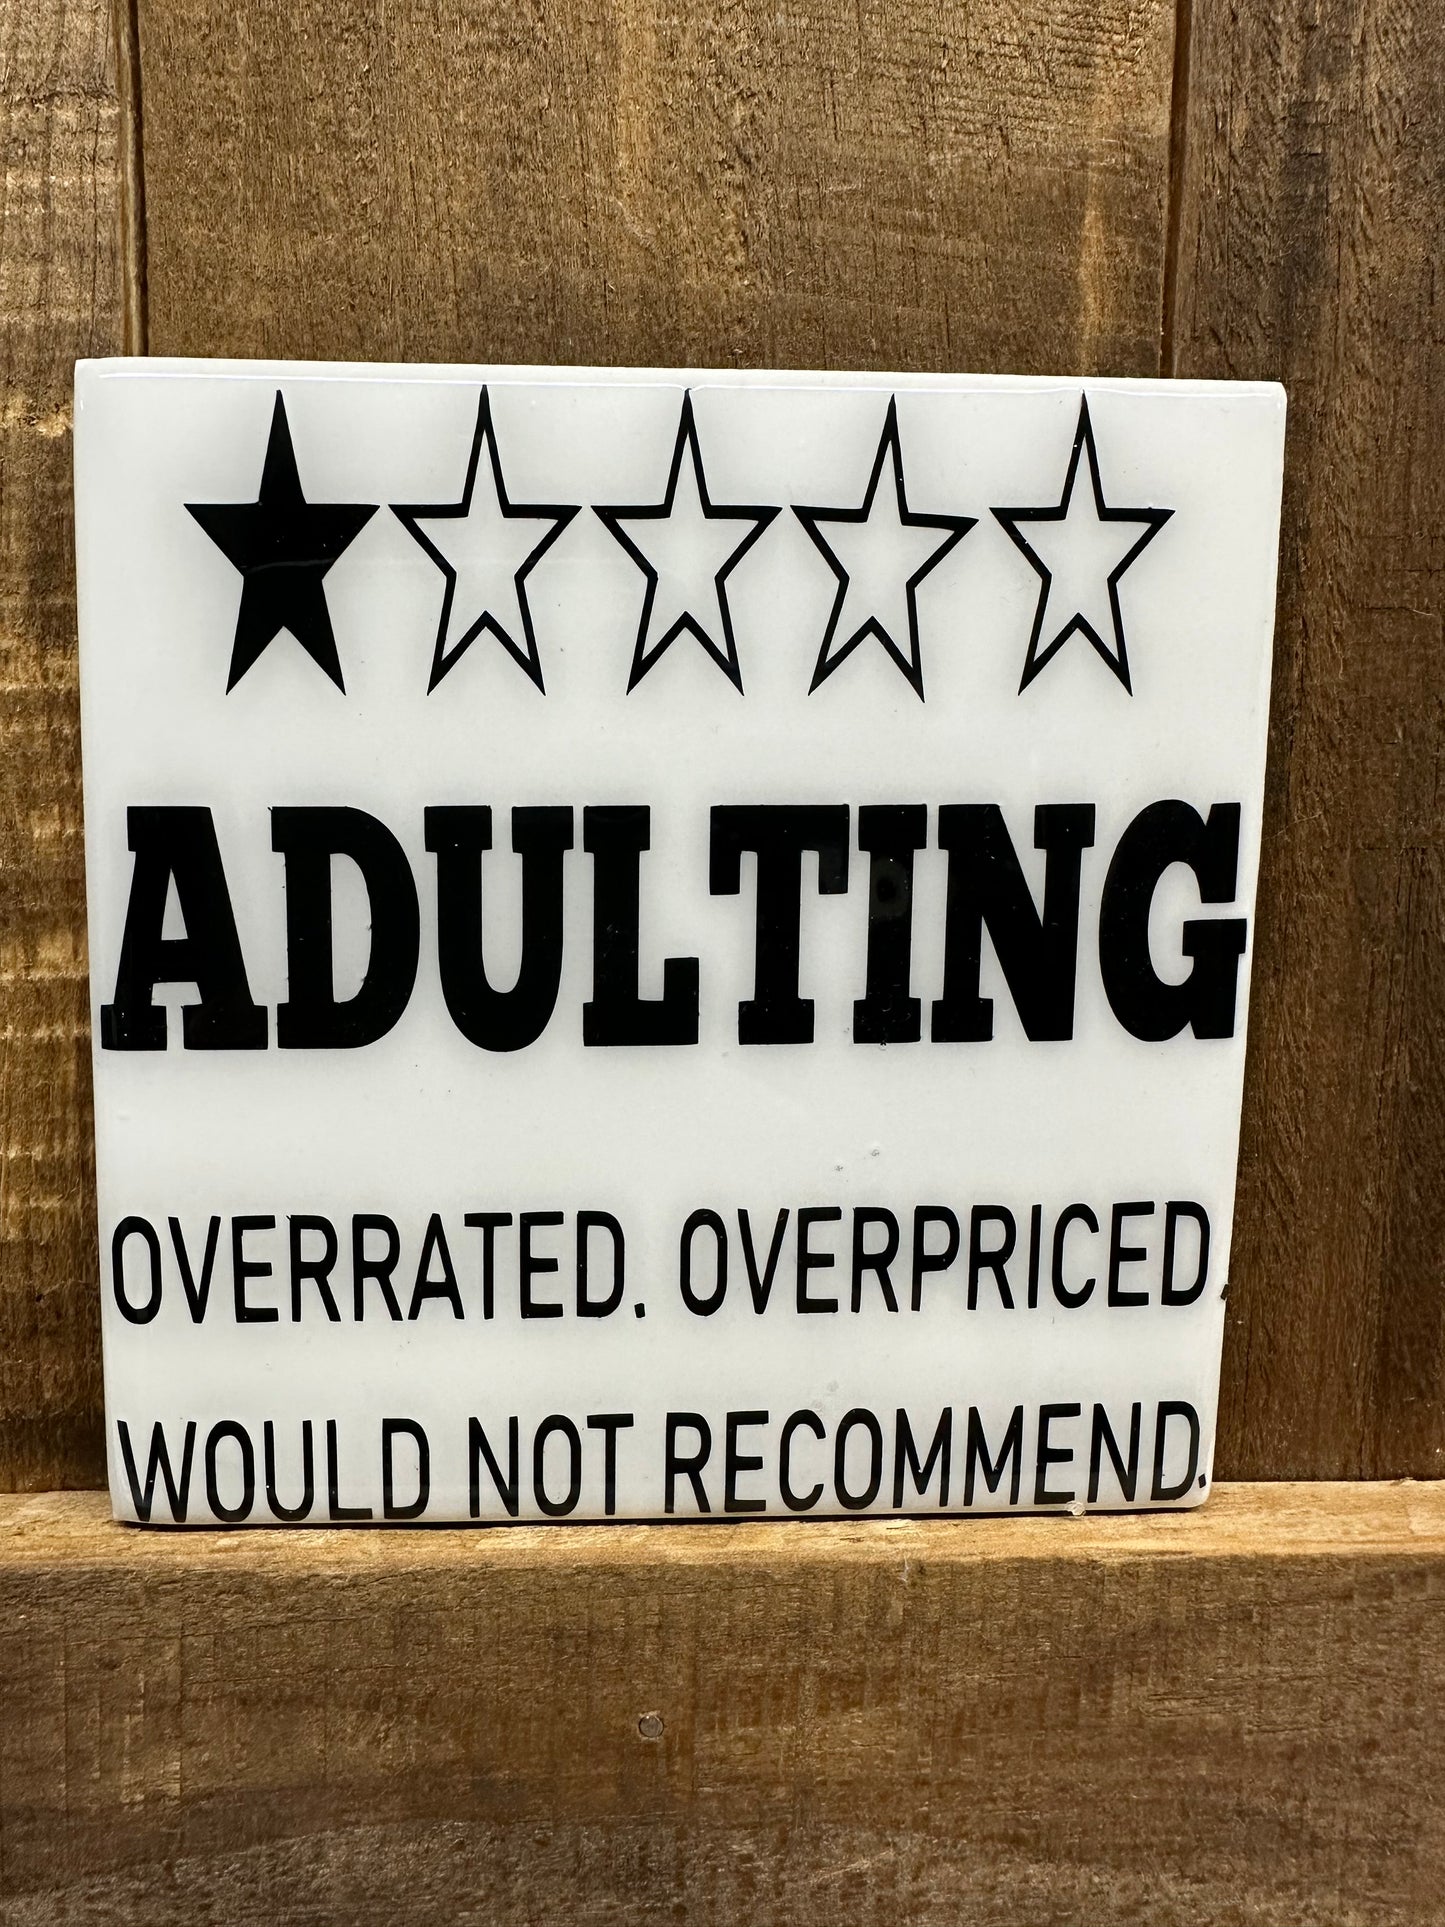 ADULTING
OVERRATED. OVERPRICED
WOULD NOT RECOMMEND.